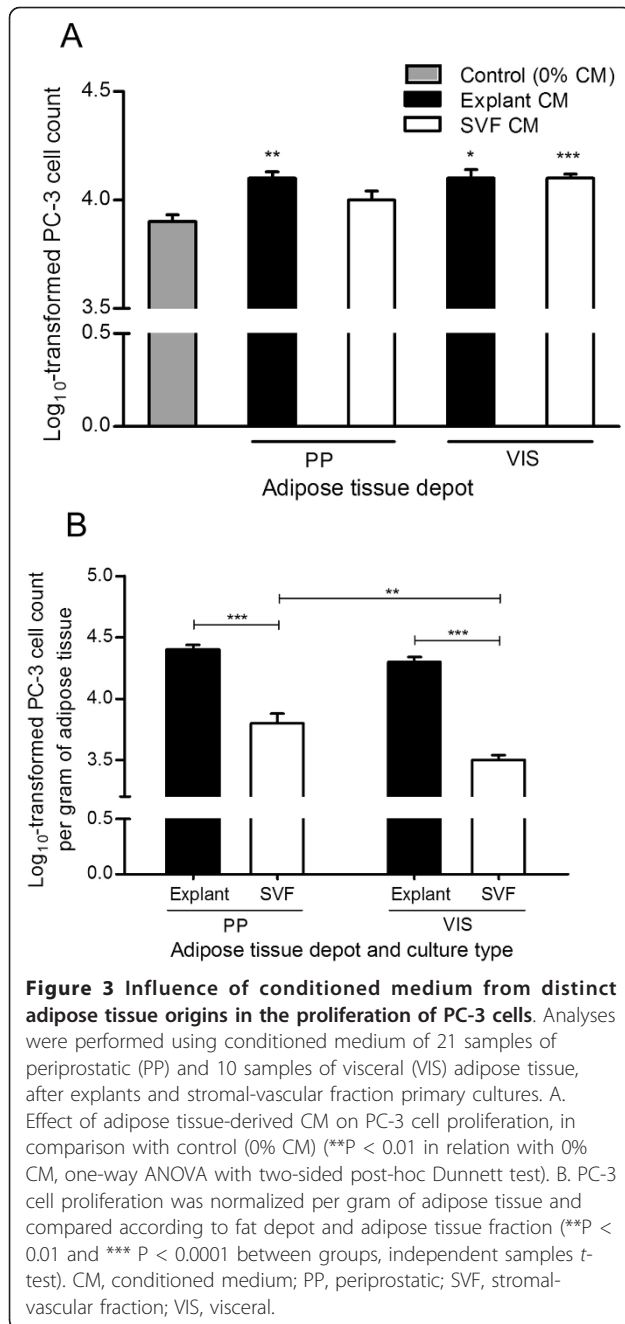 A
Control (0% CM)
Explant CM
SVF CM
Log10-transformed PC-3 cell count
4.5
4.0
3.5
0.5
0.0
**
*
***
PP
VIS
Adipose tissue depot
B
Log10-transformed PC-3 cell count
per gram of adipose tissue
5.0
4.5
4.0
3.5
0.5
0.0
**
***
***
Explant SVF Explant SVF
PP VIS
Adipose tissue depot and culture type
Figure 3 Influence of conditioned medium from distinct
adipose tissue origins in the proliferation of PC-3 cells. Analyses
were performed using conditioned medium of 21 samples of
periprostatic (PP) and 10 samples of visceral (VIS) adipose tissue,
after explants and stromal-vascular fraction primary cultures. A.
Effect of adipose tissue-derived CM on PC-3 cell proliferation, in
comparison with control (0% CM) (**P < 0.01 in relation with 0%
CM, one-way ANOVA with two-sided post-hoc Dunnett test). B. PC-3
cell proliferation was normalized per gram of adipose tissue and
compared according to fat depot and adipose tissue fraction (**P <
0.01 and *** P < 0.0001 between groups, independent samples t-
test). CM, conditioned medium; PP, periprostatic; SVF, stromal-
vascular fraction; VIS, visceral.